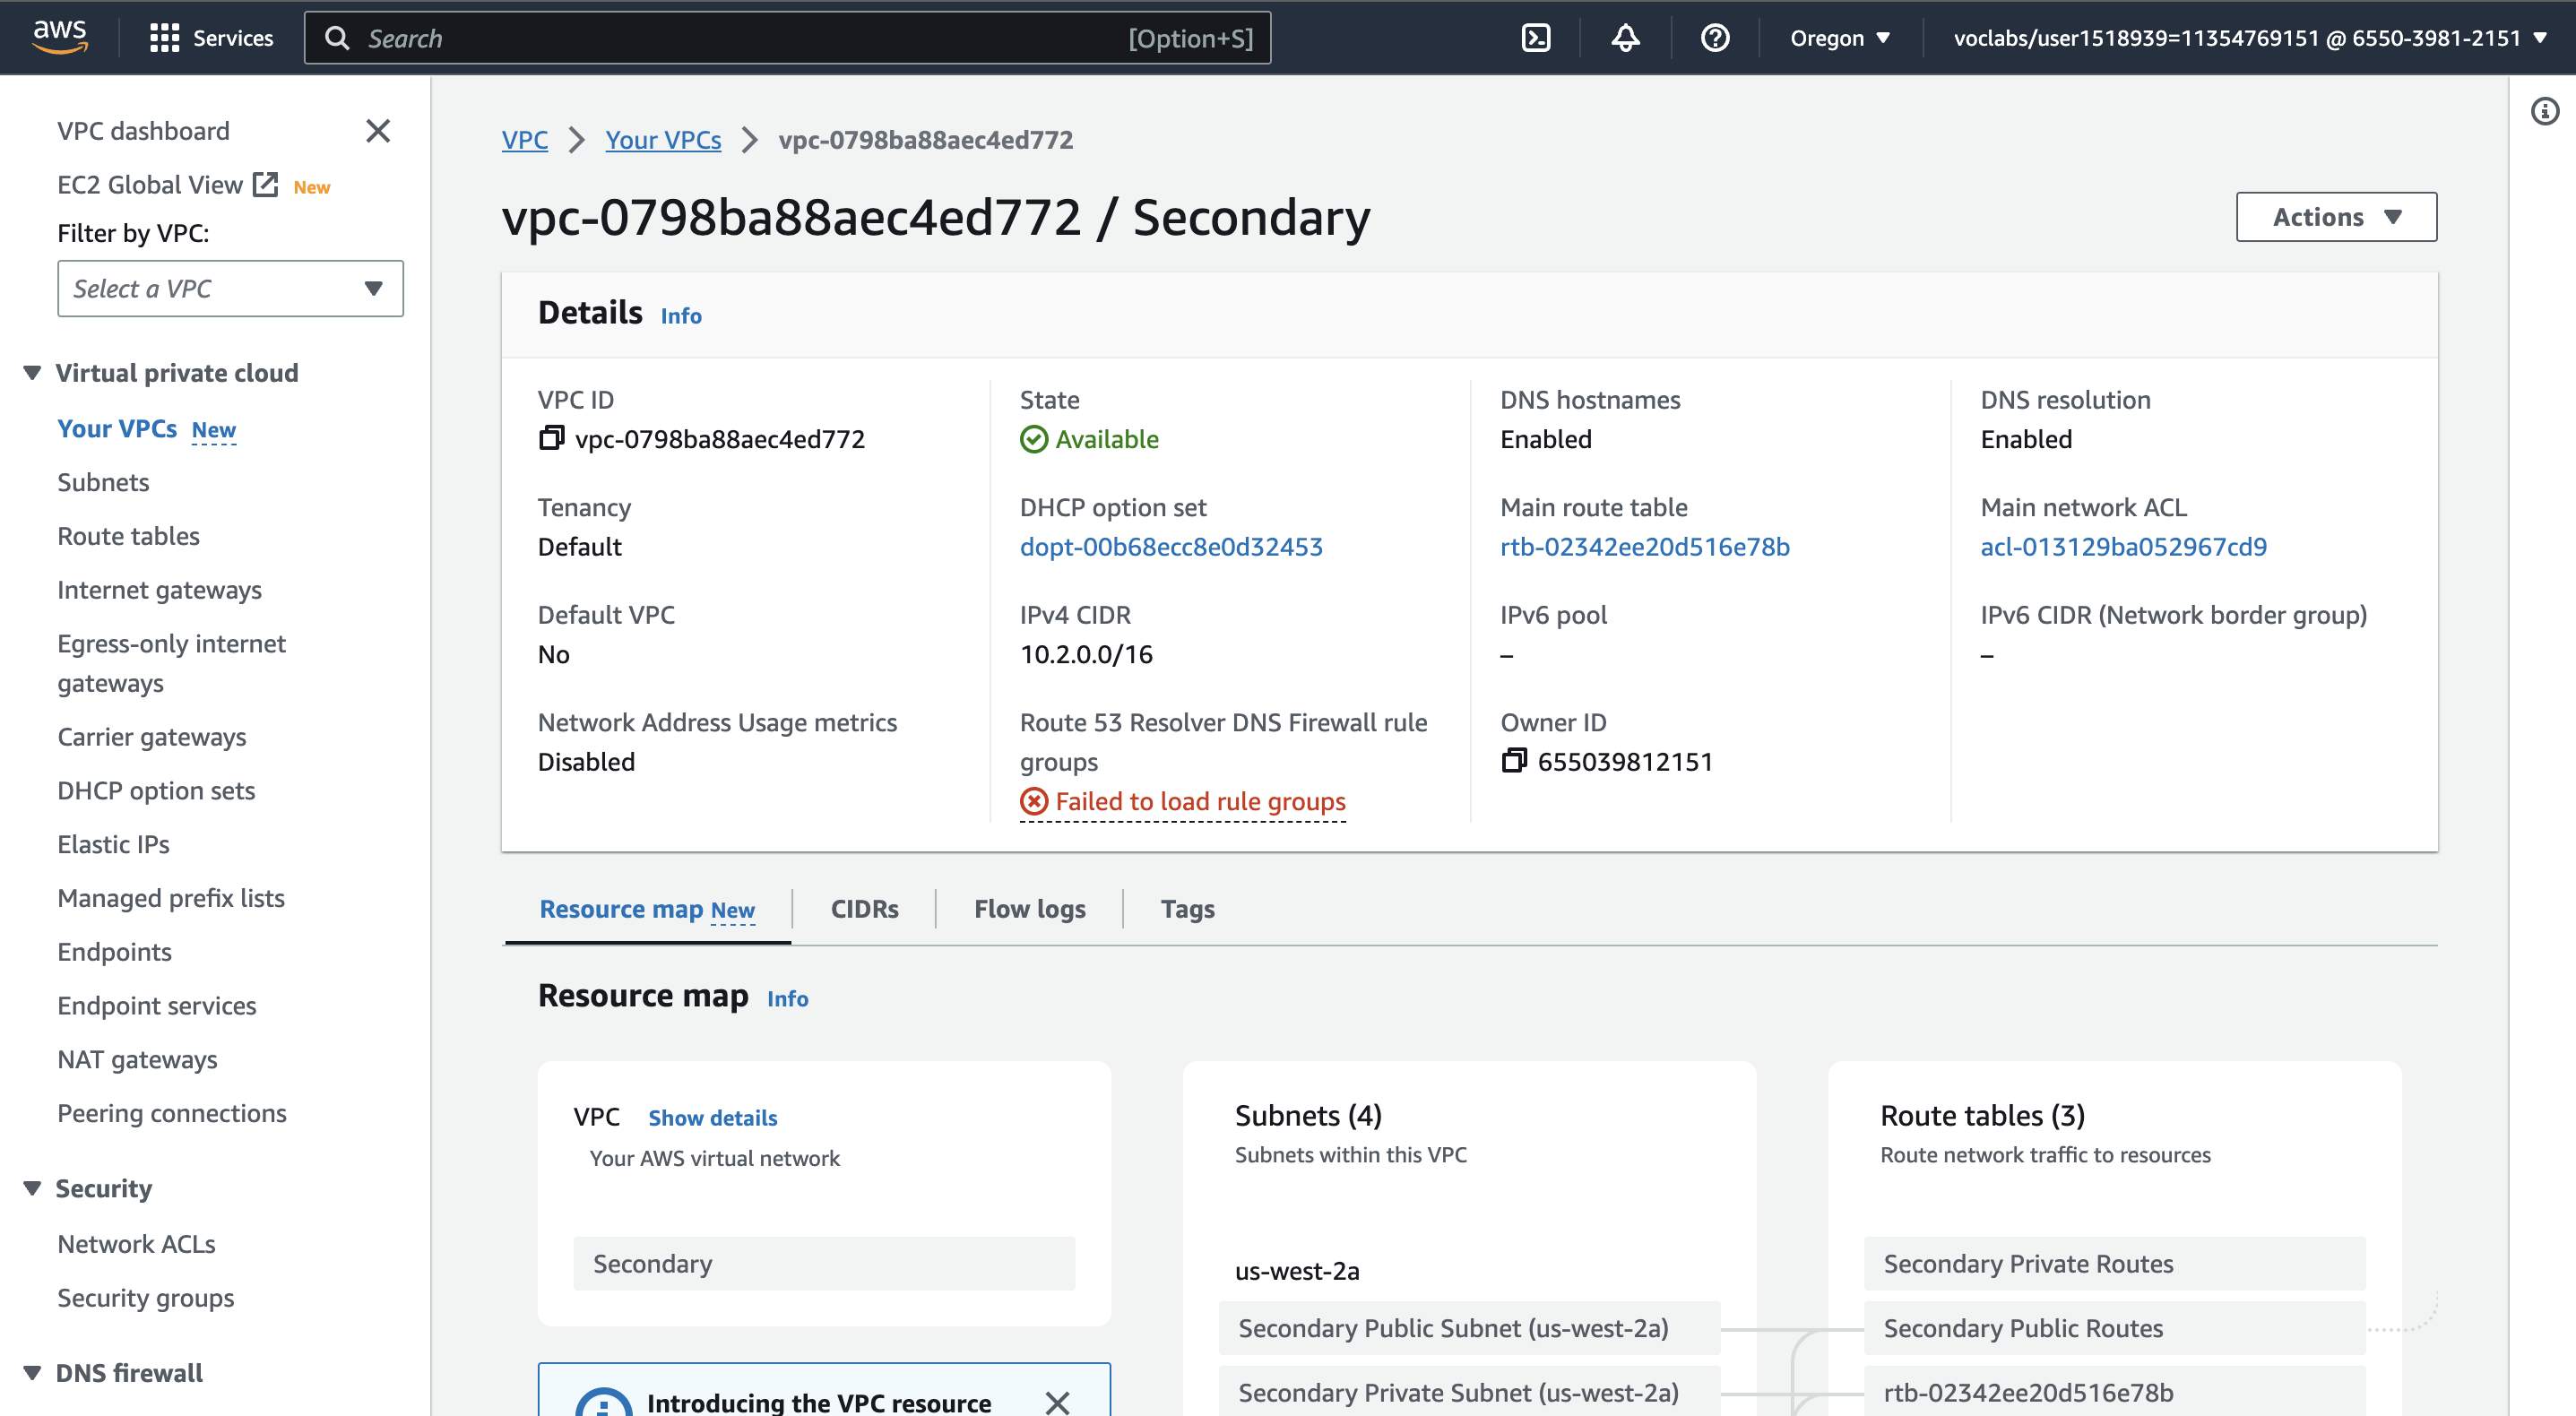 aws
Services
Search
[Option+S]
Oregon
voclabs/user1518939=11354769151 @ 6550-3981-2151
VPC dashboard
EC2 Global View New
Filter by VPC:
Select a VPC
Virtual private cloud
Your VPCs New
Subnets
Route tables
Internet gateways
Egress-only internet
gateways
Carrier gateways
DHCP option sets
Elastic IPs
Managed prefix lists
Endpoints
Endpoint services
NAT gateways
Peering connections
Security
Network ACLs
Security groups
DNS firewall
VPC
Your VPCs
vpc-0798ba88aec4ed772
vpc-0798ba88aec4ed772 / Secondary
Actions
Details Info
VPC ID
vpc-0798ba88aec4ed772
State
Available
DNS hostnames
Enabled
DNS resolution
Enabled
Tenancy
Default
DHCP option set
dopt-00b68ecc8e0d32453
Main route table
rtb-02342ee20d516e78b
Main network ACL
acl-013129ba052967cd9
Default VPC
No
IPv4 CIDR
10.2.0.0/16
IPv6 pool
–
IPv6 CIDR (Network border group)
–
Network Address Usage metrics
Disabled
Route 53 Resolver DNS Firewall rule
groups
Failed to load rule groups
Owner ID
655039812151
Resource map New
CIDRs
Flow logs
Tags
Resource map Info
VPC Show details
Your AWS virtual network
Secondary
Introducing the VPC resource
Subnets (4)
Subnets within this VPC
us-west-2a
Secondary Public Subnet (us-west-2a)
Secondary Private Subnet (us-west-2a)
Route tables (3)
Route network traffic to resources
Secondary Private Routes
Secondary Public Routes
rtb-02342ee20d516e78b